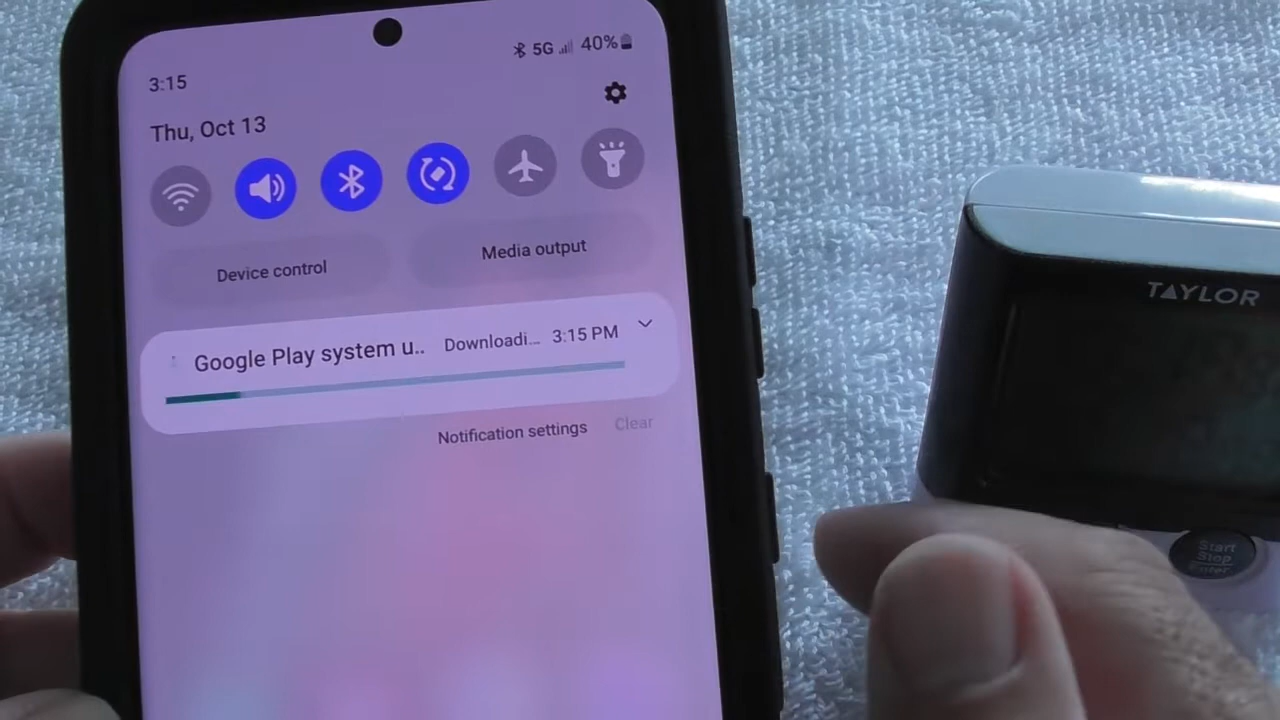 3:15
5G 40%
Thu, Oct 13
Device control
Media output
Google Play system u.. Downloadi... 3:15 PM
Notification settings
Clear
TAYLOR
Start
Stop
Enter